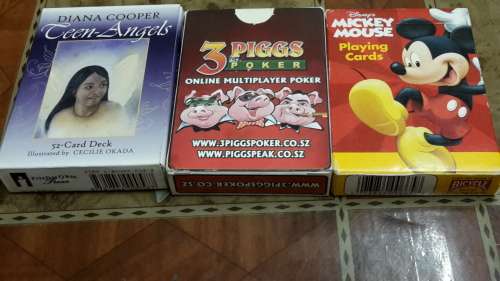 DIANA COOPER
Teen-Angels
52-Card Deck
Illustrated by CECILIE OKADA
3 PIGGS
POKER
ONLINE MULTIPLAYER POKER
WWW.3PIGGSPOKER.CO.SZ
WWW.PIGGSPEAK.CO.SZ
WWW.3PIGGSPOKER.CO.SZ
Disney's
MICKEY
MOUSE
Playing
Cards
BICYCLE